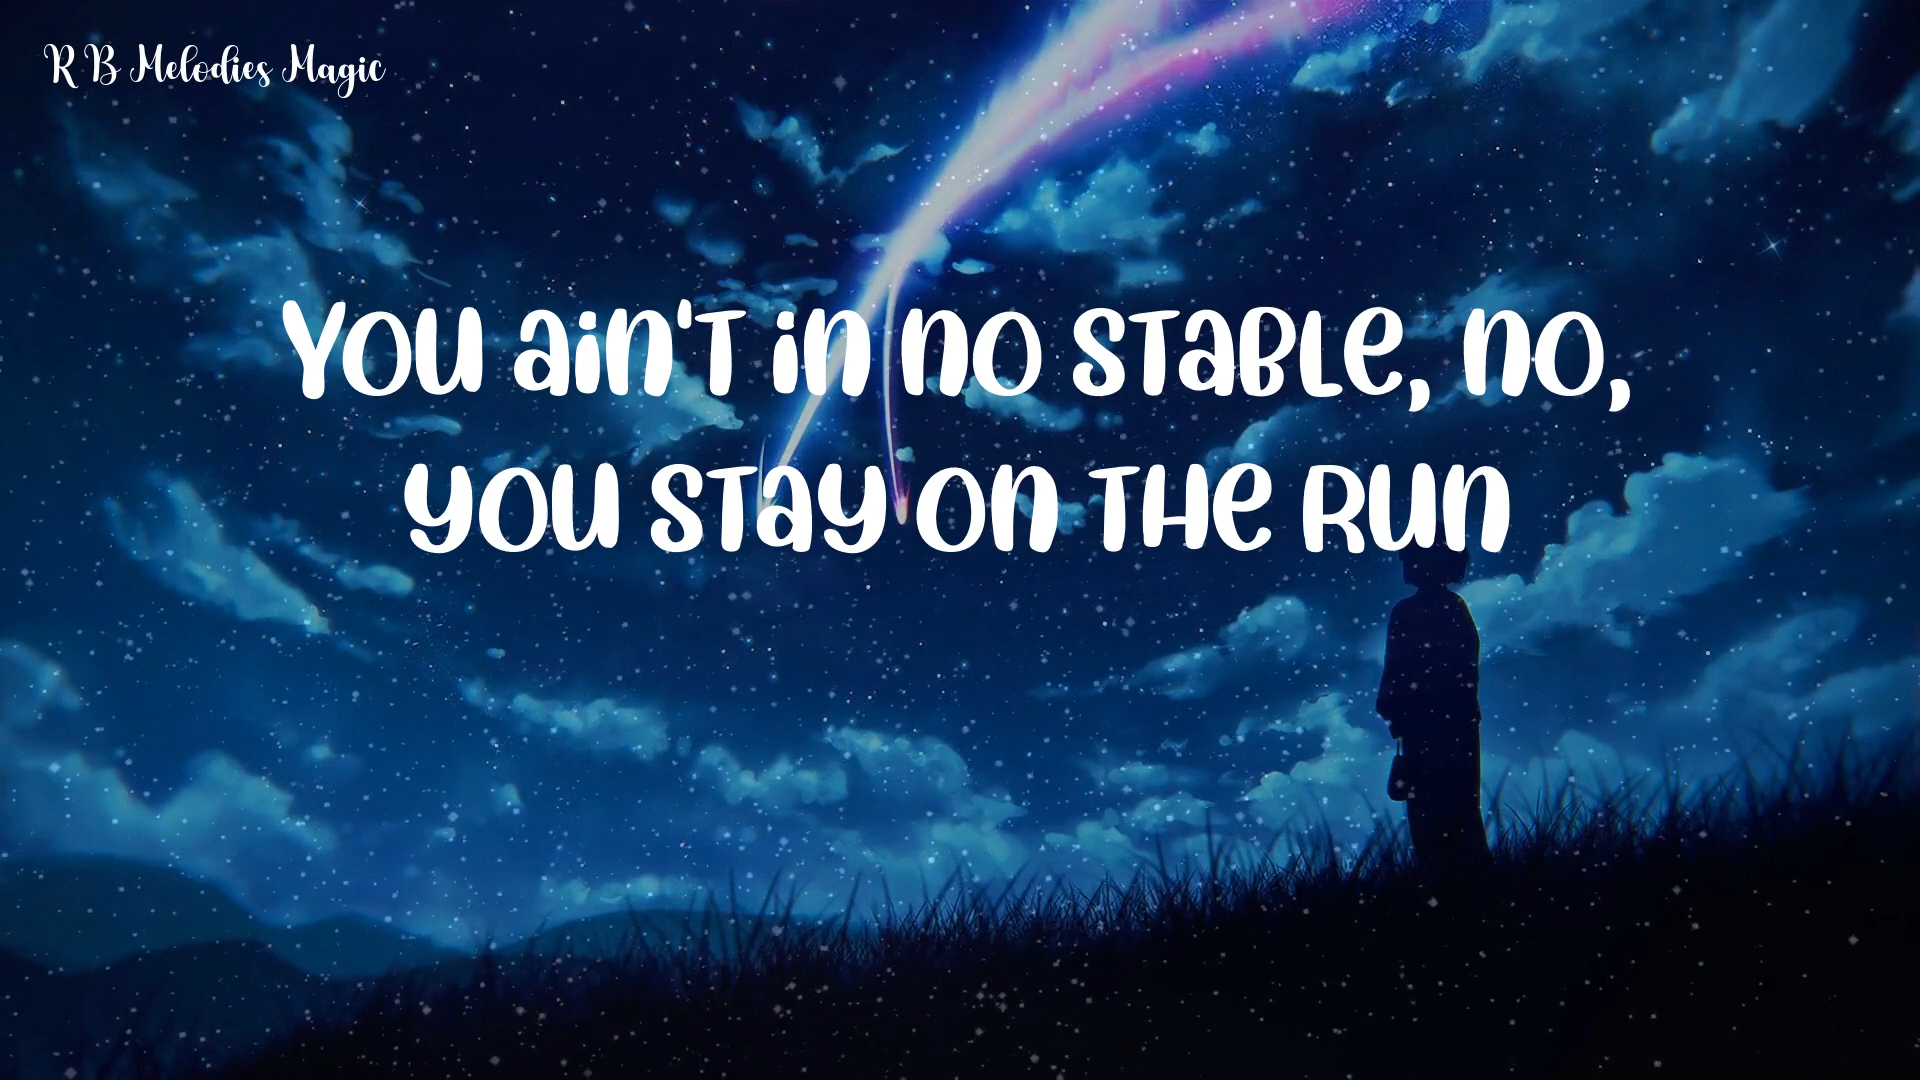 R B Melodies Magic
You ain't in no stable, no,
you stay on the run